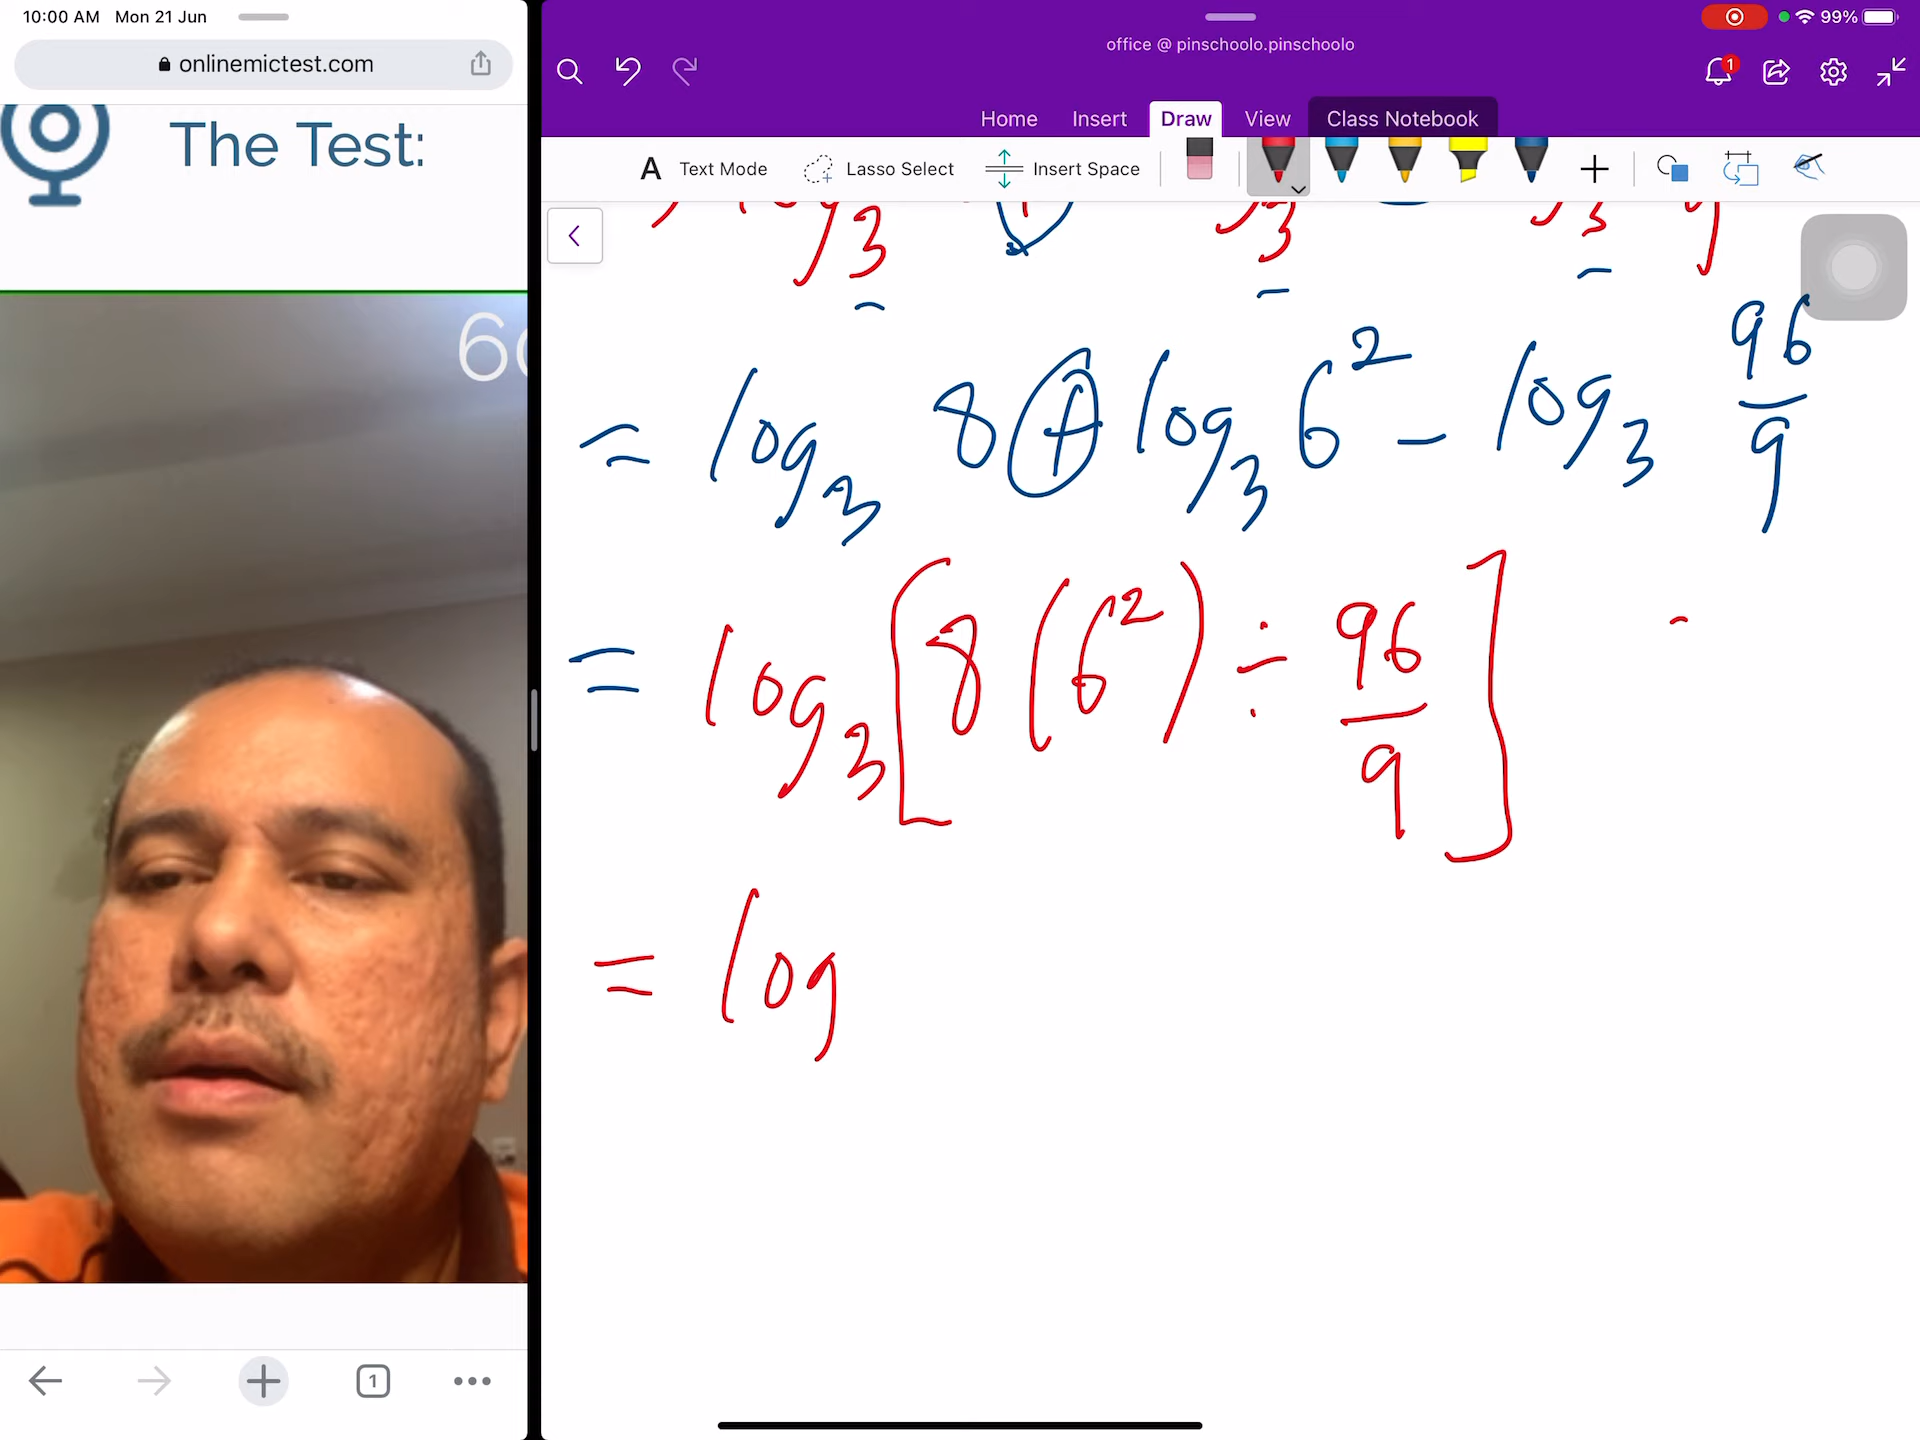 10:00 AM Mon 21 Jun
99%
onlinemictest.com
office @ pinschoolo.pinschoolo
1
The Test:
Home Insert Draw View Class Notebook
A Text Mode Lasso Select Insert Space
= log₃ 8 + log₃ 6² − log₃ 96/9
= log₃ [8 (6²) ÷ 96/9]
= log
1